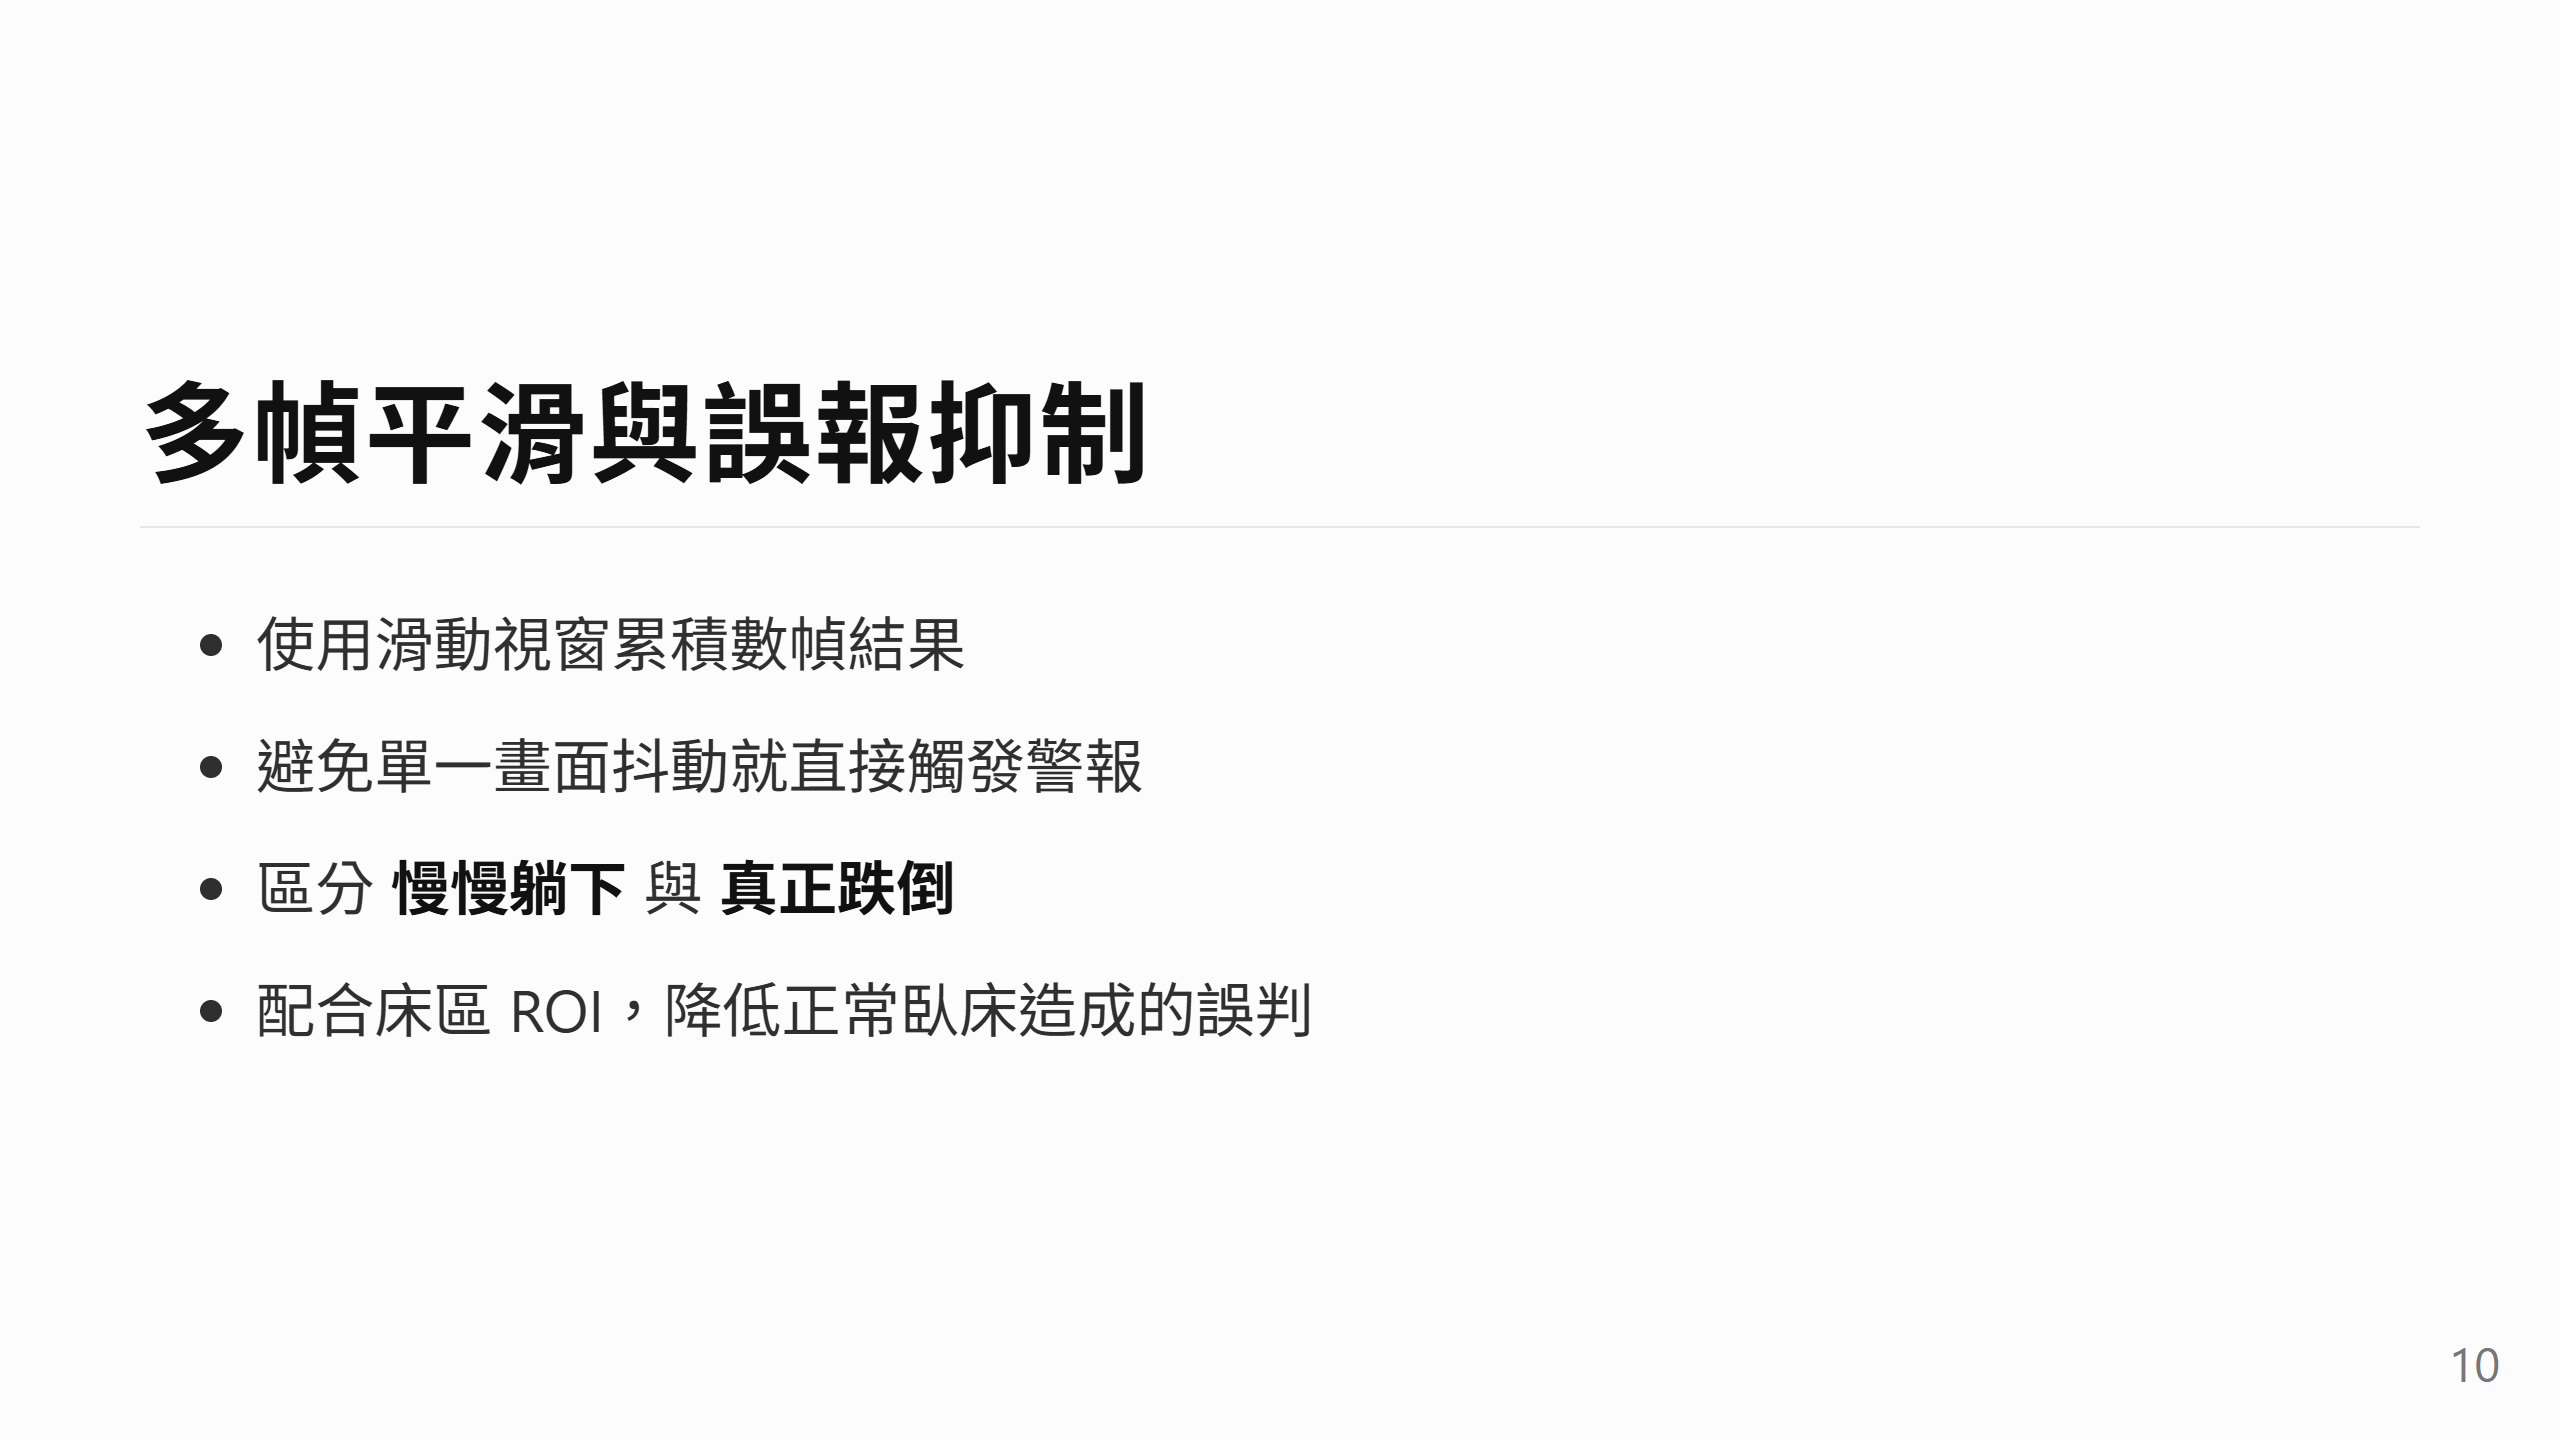 多幀平滑與誤報抑制
使用滑動視窗累積數幀結果
避免單一畫面抖動就直接觸發警報
區分 慢慢躺下 與 真正跌倒
配合床區 ROI，降低正常臥床造成的誤判
10